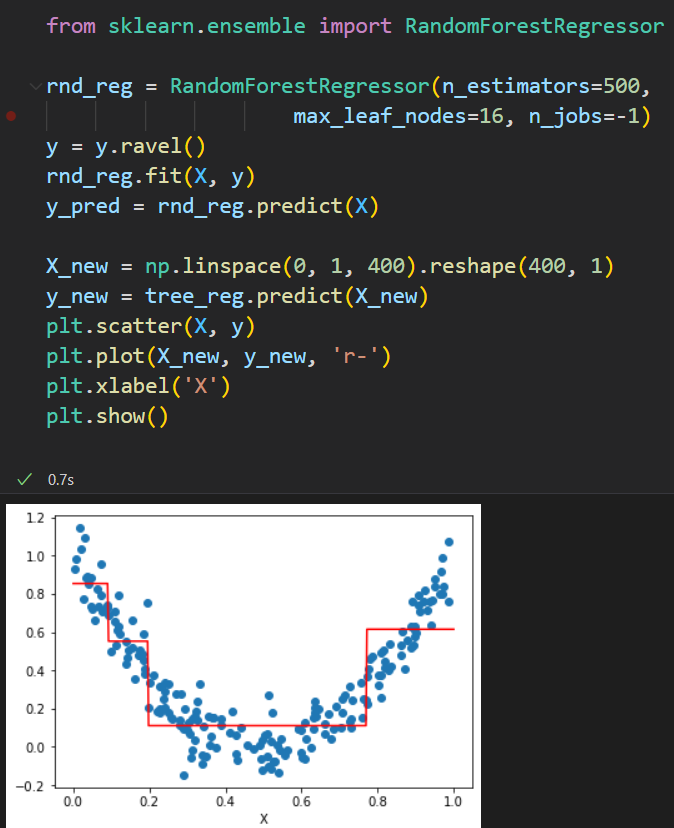 from sklearn.ensemble import RandomForestRegressor
rnd_reg = RandomForestRegressor(n_estimators=500,
max_leaf_nodes=16, n_jobs=-1)
y = y.ravel()
rnd_reg.fit(X, y)
y_pred = rnd_reg.predict(X)
X_new = np.linspace(0, 1, 400).reshape(400, 1)
y_new = tree_reg.predict(X_new)
plt.scatter(X, y)
plt.plot(X_new, y_new, 'r-')
plt.xlabel('X')
plt.show()
0.7s
1.2
1.0
0.8
0.6
0.4
0.2
0.0
−0.2
0.0 0.2 0.4 0.6 0.8 1.0
X